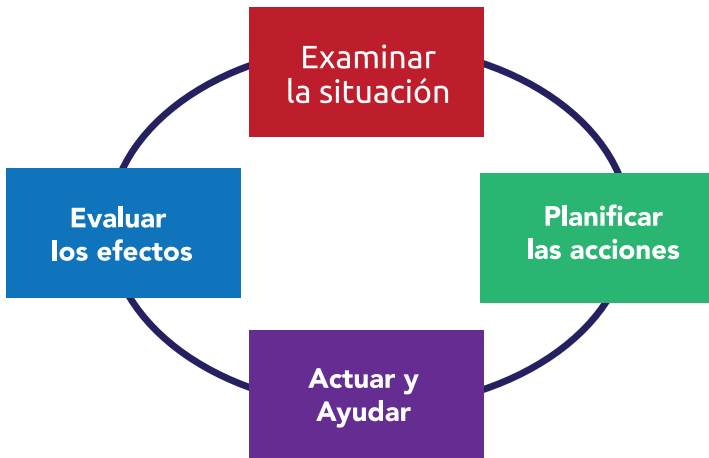 Examinar
la situación
Planificar
las acciones
Actuar y
Ayudar
Evaluar
los efectos